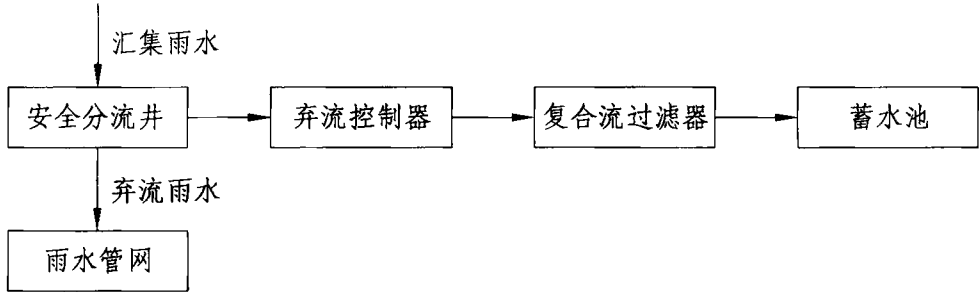 汇集雨水
安全分流井
弃流控制器
复合流过滤器
蓄水池
弃流雨水
雨水管网